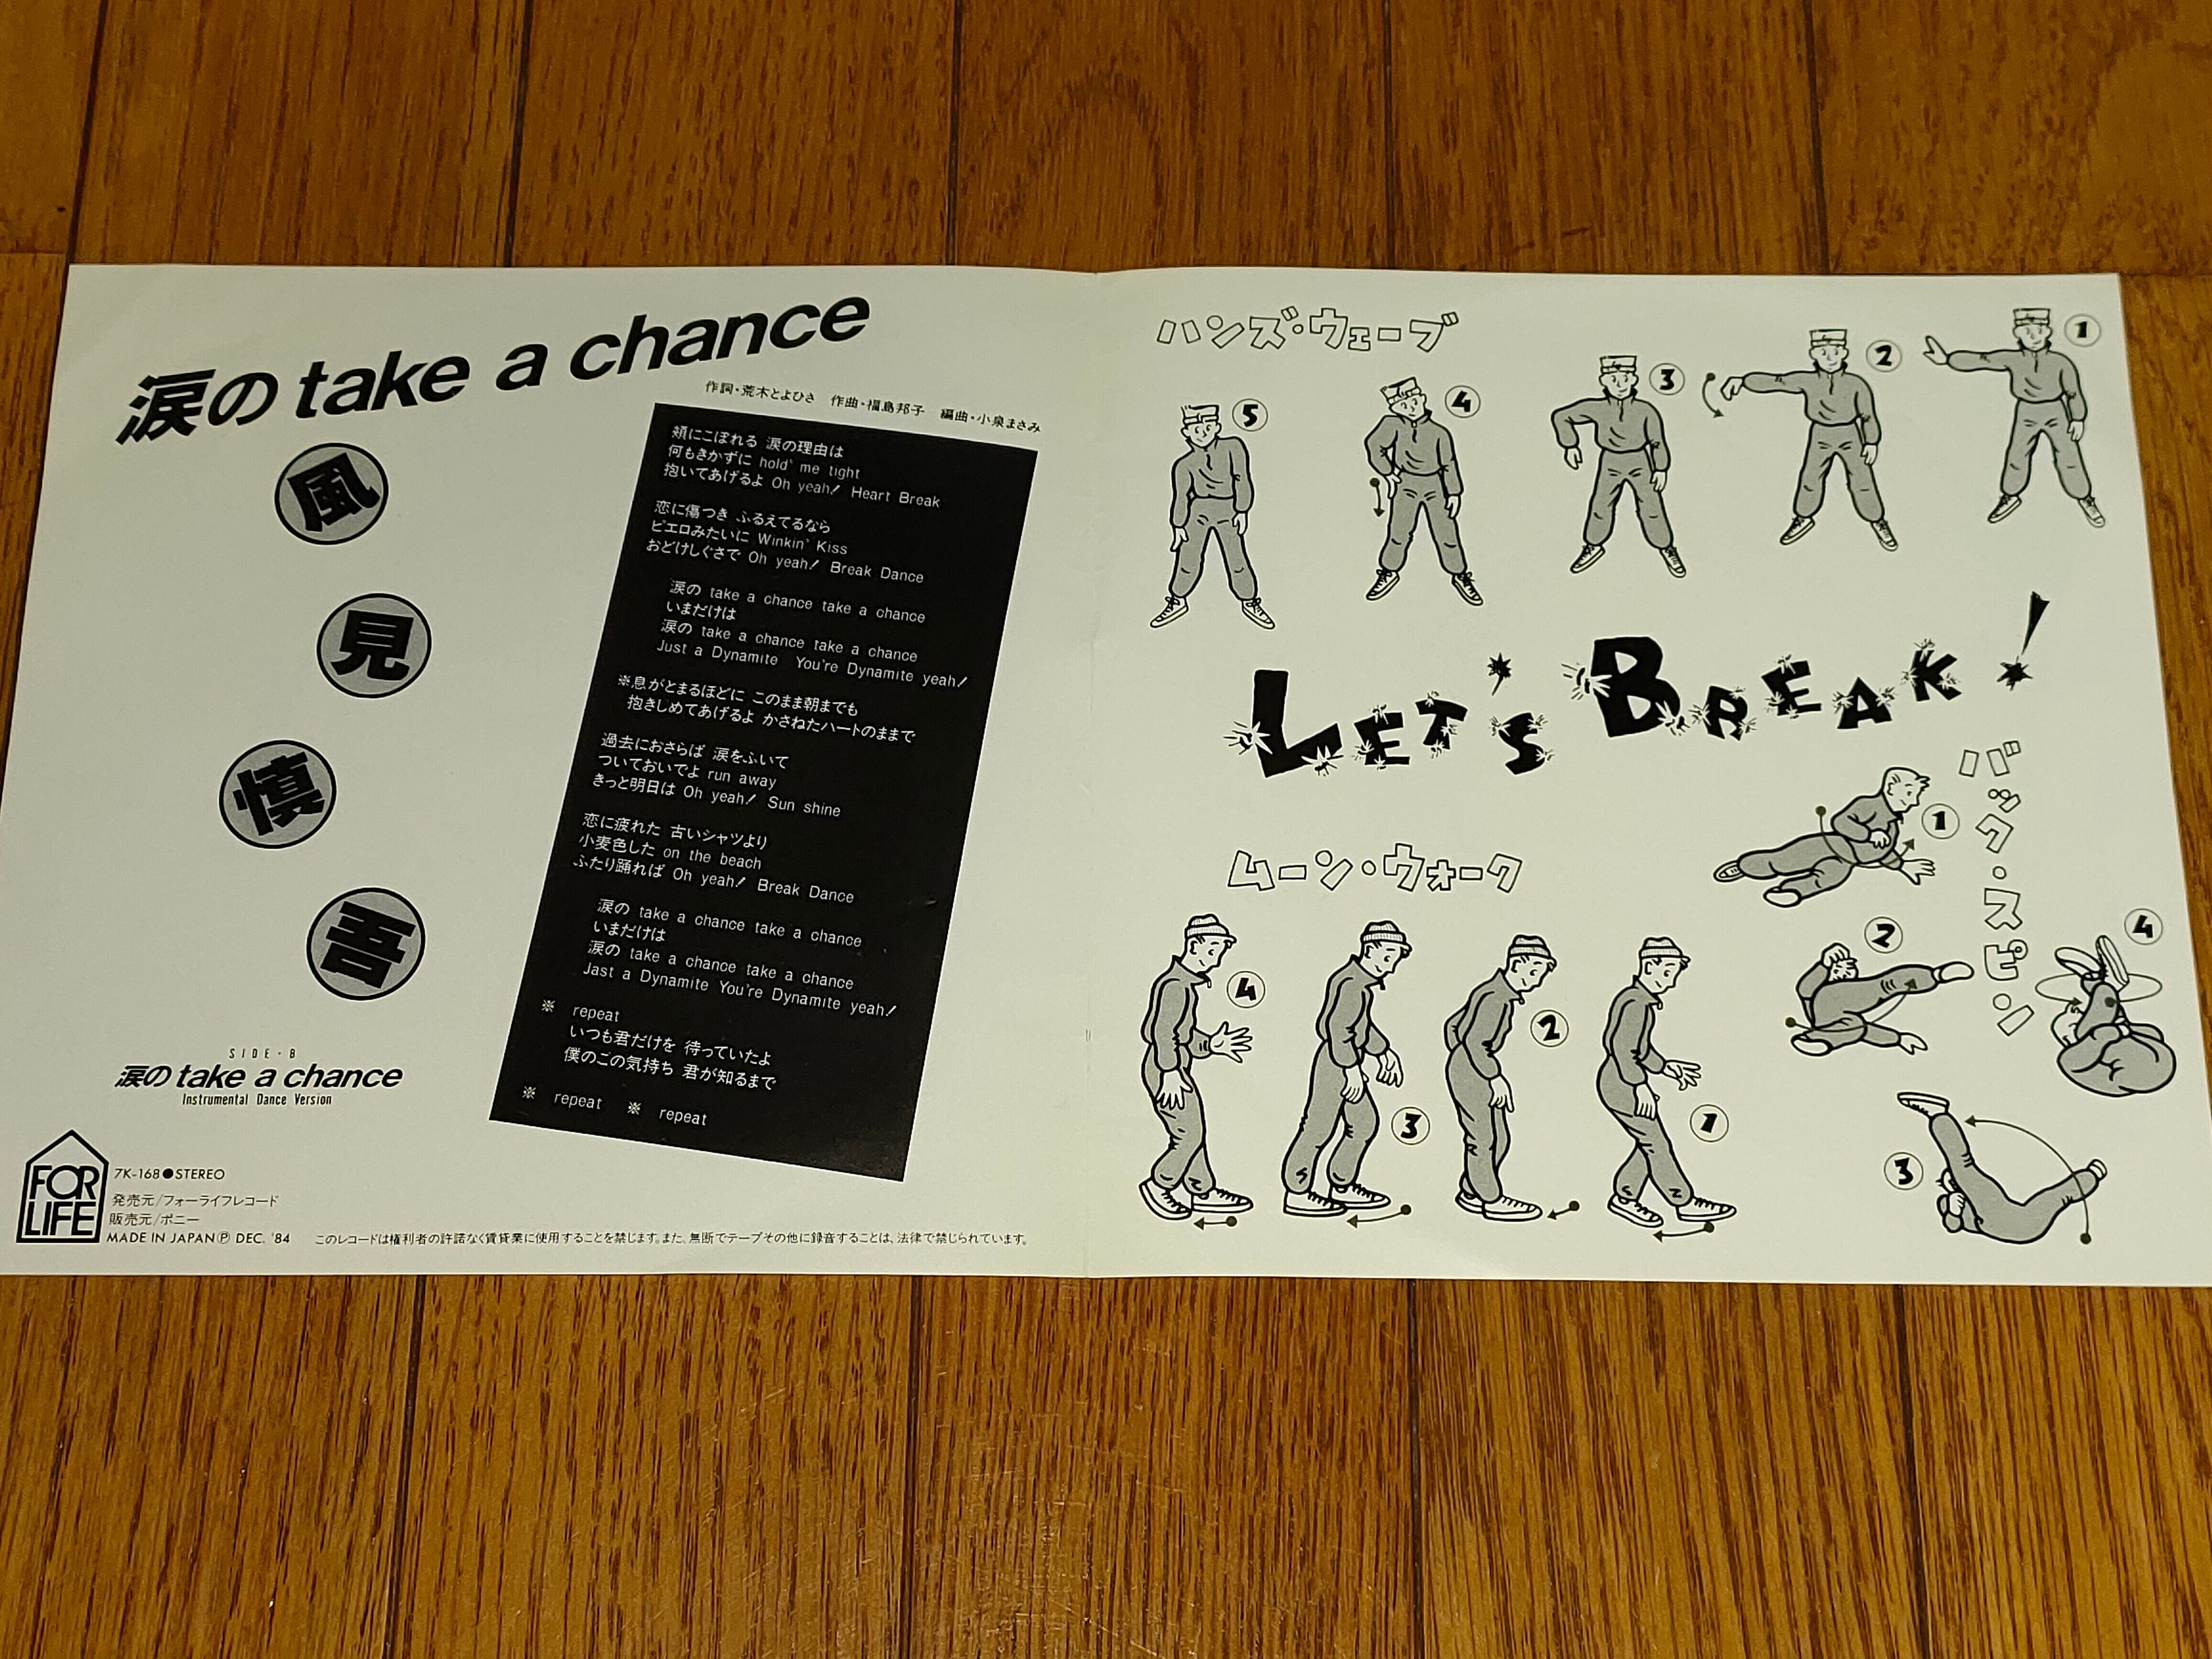 涙の take a chance
作詞・荒木とよひさ 作曲・福島邦子 編曲・小泉まさみ
風
見
慎
吾
頬にこぼれる 涙の理由は
何もきかずに hold' me tight
抱いてあげるよ Oh yeah! Heart Break
恋に傷つき ふるえてるなら
ピエロみたいに Winkin' Kiss
おどけしぐさで Oh yeah! Break Dance
涙の take a chance take a chance
いまだけは
涙の take a chance take a chance
Just a Dynamite You're Dynamite yeah!
※息がとまるほどに このまま朝までも
抱きしめてあげるよ かさねたハートのままで
過去におさらば 涙をふいて
ついておいでよ run away
きっと明日は Oh yeah! Sun shine
恋に疲れた 古いシャツより
小麦色した on the beach
ふたり踊れば Oh yeah! Break Dance
涙の take a chance take a chance
いまだけは
涙の take a chance take a chance
Jast a Dynamite You're Dynamite yeah!
※ repeat
いつも君だけを 待っていたよ
僕のこの気持ち 君が知るまで
※ repeat ※ repeat
SIDE・B
涙の take a chance
Instrumental Dance Version
FOR
LIFE
7K-168●STEREO
発売元/フォーライフレコード
販売元/ポニー
MADE IN JAPAN Ⓟ DEC. '84 このレコードは権利者の許諾なく賃貸業に使用することを禁じます。また、無断でテープその他に録音することは、法律で禁じられています。
ハンズ・ウェーブ
5
4
3
2
1
LET'S BREAK!
ムーン・ウォーク
4
3
2
1
バック・スピン
1
2
3
4